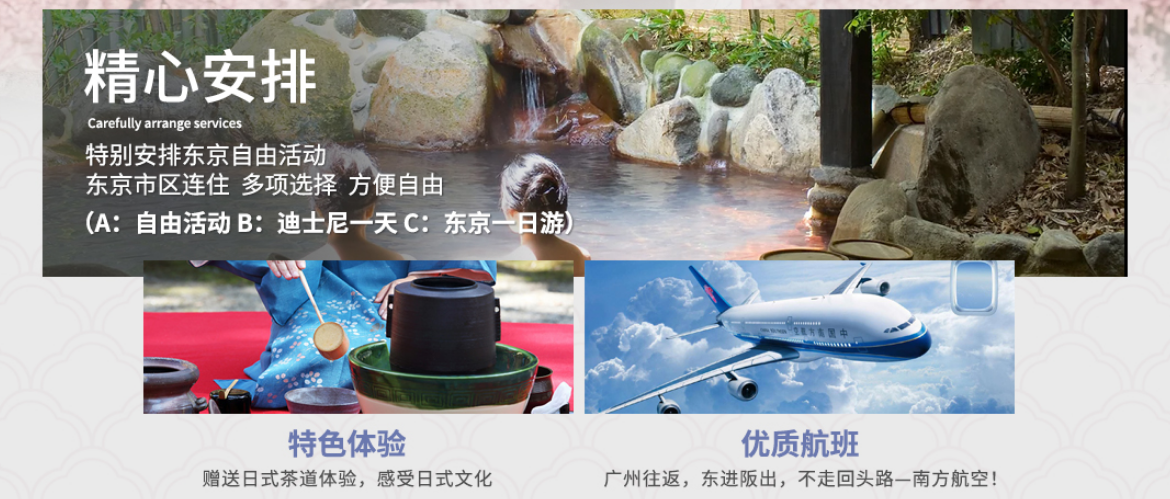 精心安排
Carefully arrange services
特别安排东京自由活动
东京市区连住 多项选择 方便自由
（A：自由活动 B：迪士尼一天 C：东京一日游）
特色体验
优质航班
赠送日式茶道体验，感受日式文化
广州往返，东进阪出，不走回头路—南方航空！